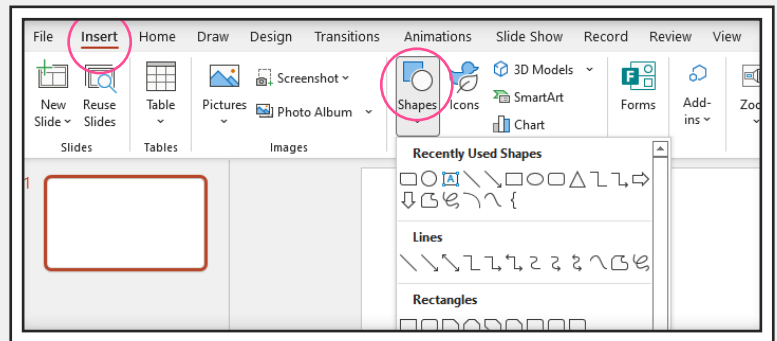 File Insert Home Draw Design Transitions Animations Slide Show Record Review View
New Slide
Reuse Slides
Table
Pictures
Screenshot
Photo Album
Shapes
Icons
3D Models
SmartArt
Chart
Forms
Add-ins
Slides
Tables
Images
1
Recently Used Shapes
A
Lines
Rectangles